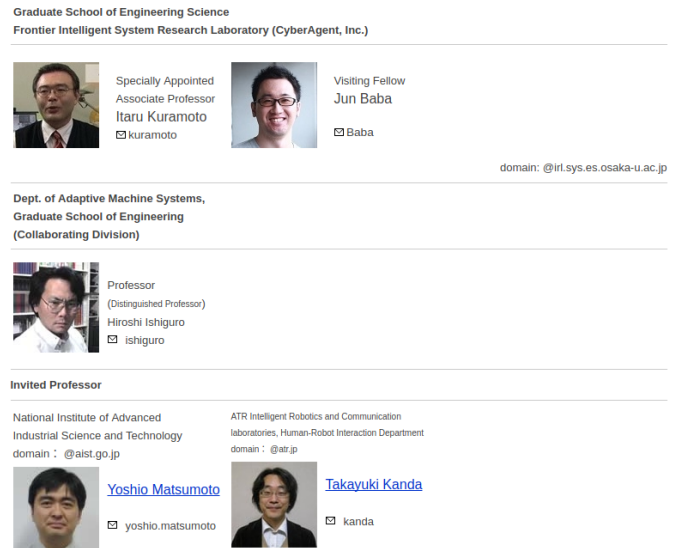 Graduate School of Engineering Science
Frontier Intelligent System Research Laboratory (CyberAgent, Inc.)
Specially Appointed
Associate Professor
Itaru Kuramoto
kuramoto
Visiting Fellow
Jun Baba
Baba
domain: @irl.sys.es.osaka-u.ac.jp
Dept. of Adaptive Machine Systems,
Graduate School of Engineering
(Collaborating Division)
Professor
(Distinguished Professor)
Hiroshi Ishiguro
ishiguro
Invited Professor
National Institute of Advanced
Industrial Science and Technology
domain： @aist.go.jp
Yoshio Matsumoto
yoshio.matsumoto
ATR Intelligent Robotics and Communication
laboratories, Human-Robot Interaction Department
domain： @atr.jp
Takayuki Kanda
kanda